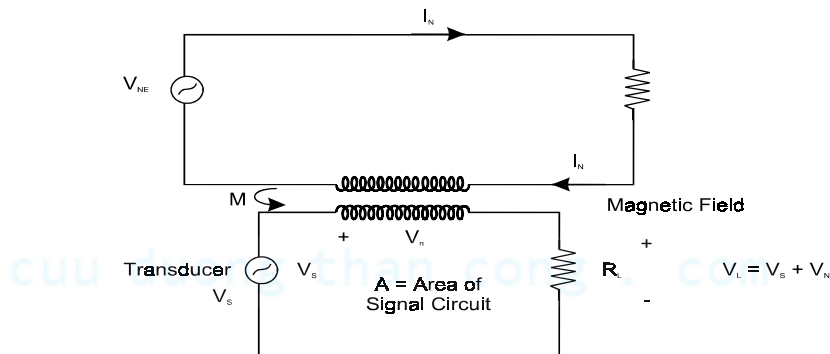 I_N
V_NE
I_N
M
Magnetic Field
+ V_n
+
Transducer V_S R_L V_L = V_S + V_N
V_S
A = Area of
Signal Circuit
-
cuu duong than cong . com